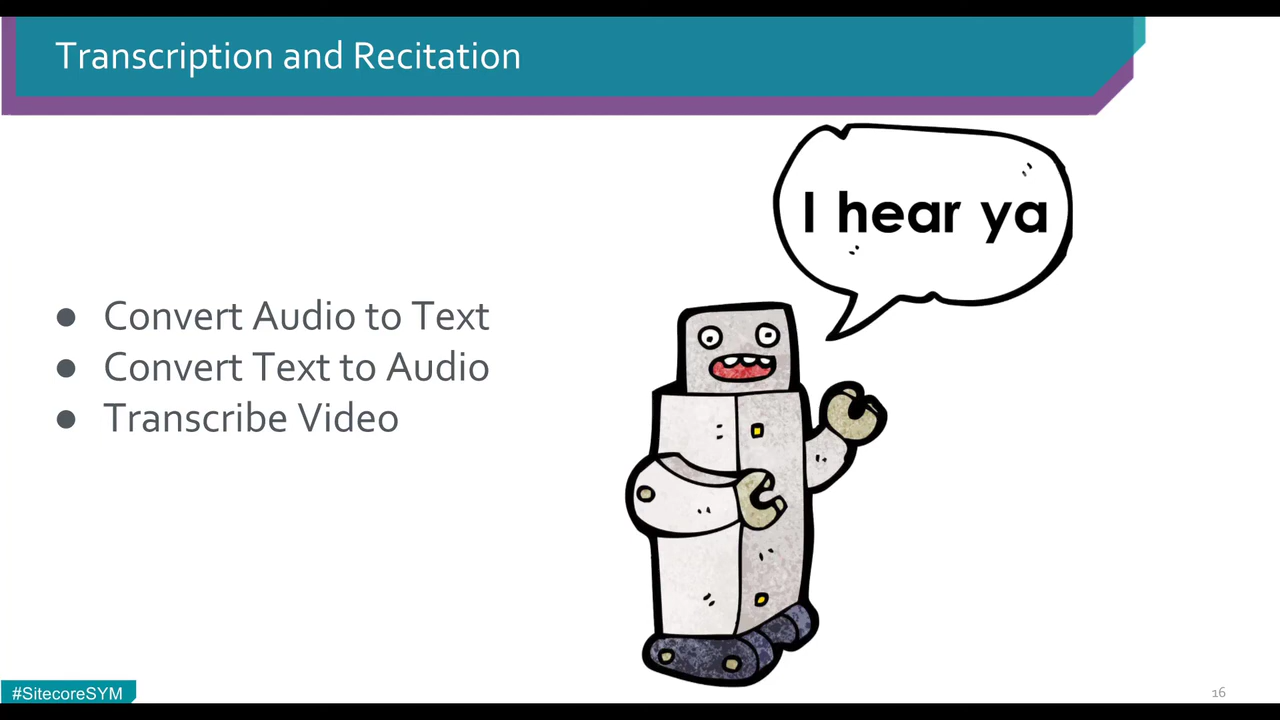 Transcription and Recitation
I hear ya
● Convert Audio to Text
● Convert Text to Audio
● Transcribe Video
#SitecoreSYM
16